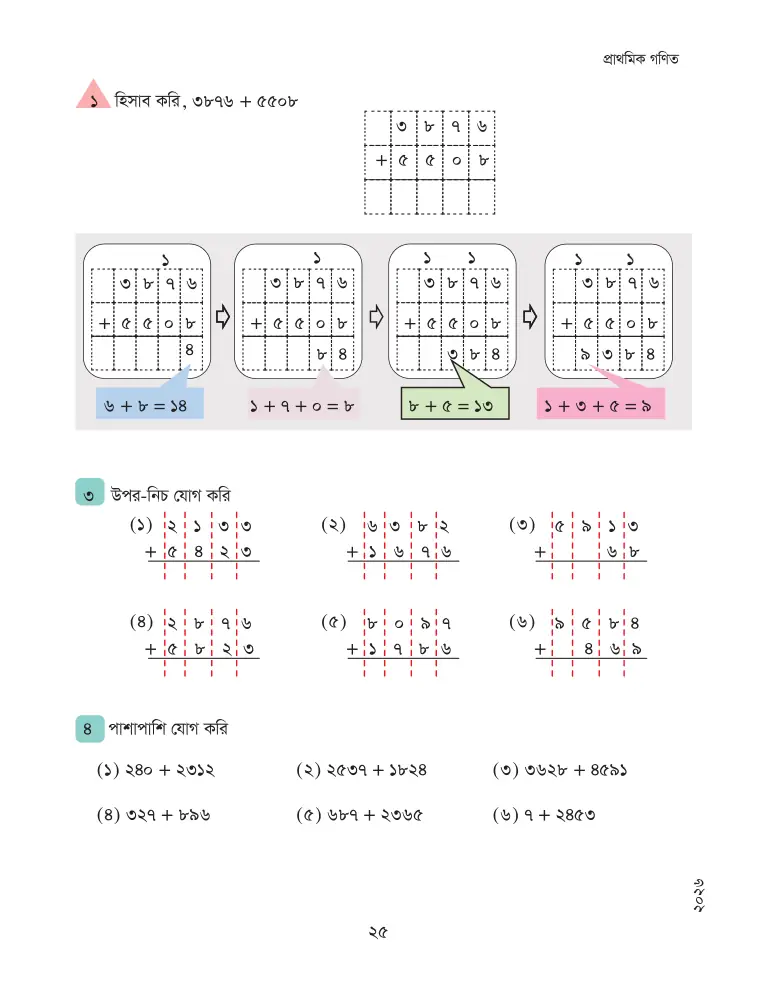 প্রাথমিক গণিত
১ হিসাব করি, ৩৮৭৬ + ৫৫০৮
৩ ৮ ৭ ৬
+ ৫ ৫ ০ ৮
১ ১ ১ ১ ১ ১
৩ ৮ ৭ ৬ ৩ ৮ ৭ ৬ ৩ ৮ ৭ ৬ ৩ ৮ ৭ ৬
+ ৫ ৫ ০ ৮ + ৫ ৫ ০ ৮ + ৫ ৫ ০ ৮ + ৫ ৫ ০ ৮
৪ ৮ ৪ ৩ ৮ ৪ ৯ ৩ ৮ ৪
৬ + ৮ = ১৪ ১ + ৭ + ০ = ৮ ৮ + ৫ = ১৩ ১ + ৩ + ৫ = ৯
৩ উপর-নিচ যোগ করি
(১) ২ ১ ৩ ৩ (২) ৬ ৩ ৮ ২ (৩) ৫ ৯ ১ ৩
+ ৫ ৪ ২ ৩ + ১ ৬ ৭ ৬ + ৬ ৮
(৪) ২ ৮ ৭ ৬ (৫) ৮ ০ ৯ ৭ (৬) ৯ ৫ ৮ ৪
+ ৫ ৮ ২ ৩ + ১ ৭ ৮ ৬ + ৪ ৬ ৯
৪ পাশাপাশি যোগ করি
(১) ২৪০ + ২৩১২ (২) ২৫৩৭ + ১৮২৪ (৩) ৩৬২৮ + ৪৫৯১
(৪) ৩২৭ + ৮৯৬ (৫) ৬৮৭ + ২৩৬৫ (৬) ৭ + ২৪৫৩
২০২৬
২৫